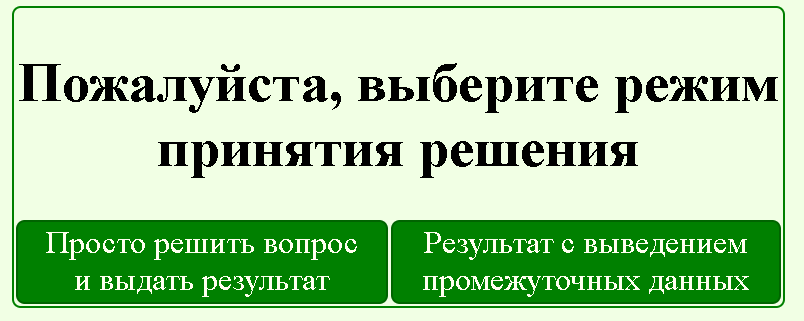 Пожалуйста, выберите режим
принятия решения
Просто решить вопрос
и выдать результат
Результат с выведением
промежуточных данных